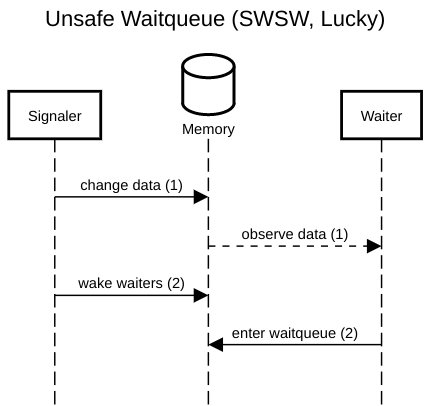 Unsafe Waitqueue (SWSW, Lucky)
Signaler
Memory
Waiter
change data (1)
observe data (1)
wake waiters (2)
enter waitqueue (2)